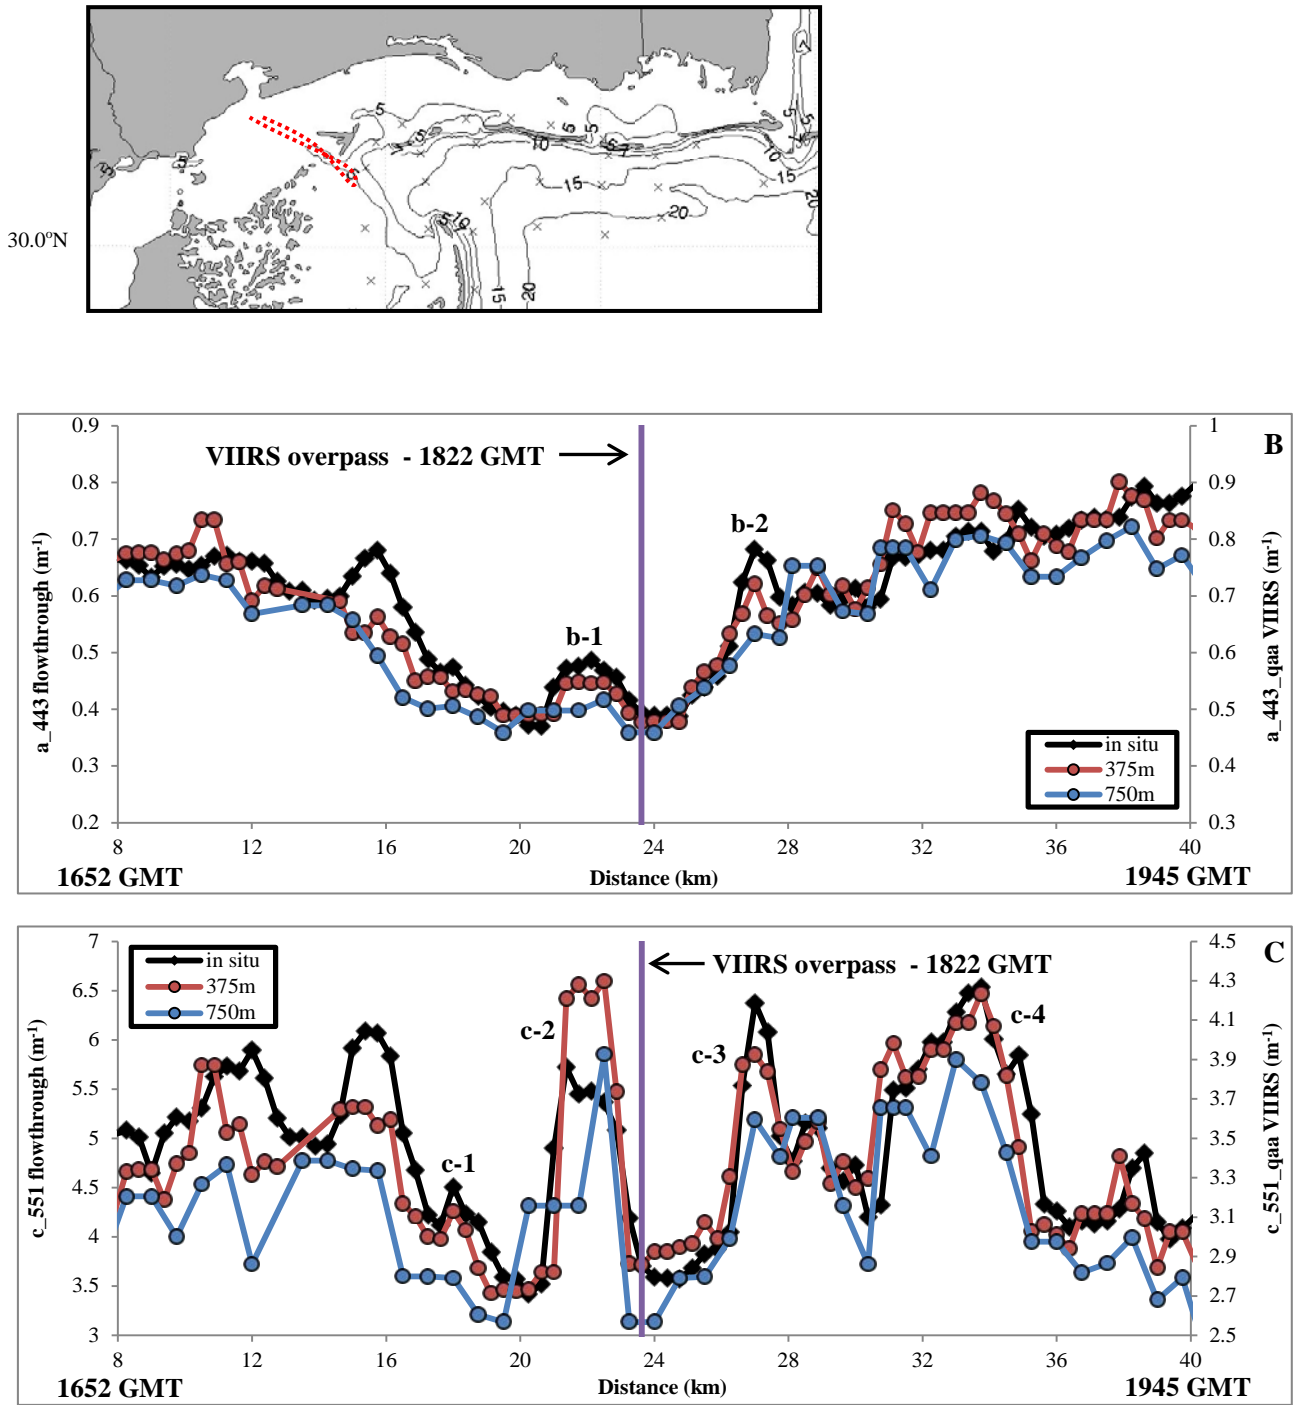 30.0°N
5
5
5
5
5
5
5
10
10
10
15
15
15
20
20
20
0.9
0.8
0.7
0.6
0.5
0.4
0.3
0.2
a_443 flowthrough (m⁻¹)
VIIRS overpass - 1822 GMT
B
b-1
b-2
in situ
375m
750m
1
0.9
0.8
0.7
0.6
0.5
0.4
0.3
a_443_qaa VIIRS (m⁻¹)
8 12 16 20 24 28 32 36 40
1652 GMT Distance (km) 1945 GMT
7
6.5
6
5.5
5
4.5
4
3.5
3
c_551 flowthrough (m⁻¹)
in situ
375m
750m
VIIRS overpass - 1822 GMT
C
c-1
c-2
c-3
c-4
4.5
4.3
4.1
3.9
3.7
3.5
3.3
3.1
2.9
2.7
2.5
c_551_qaa VIIRS (m⁻¹)
8 12 16 20 24 28 32 36 40
1652 GMT Distance (km) 1945 GMT